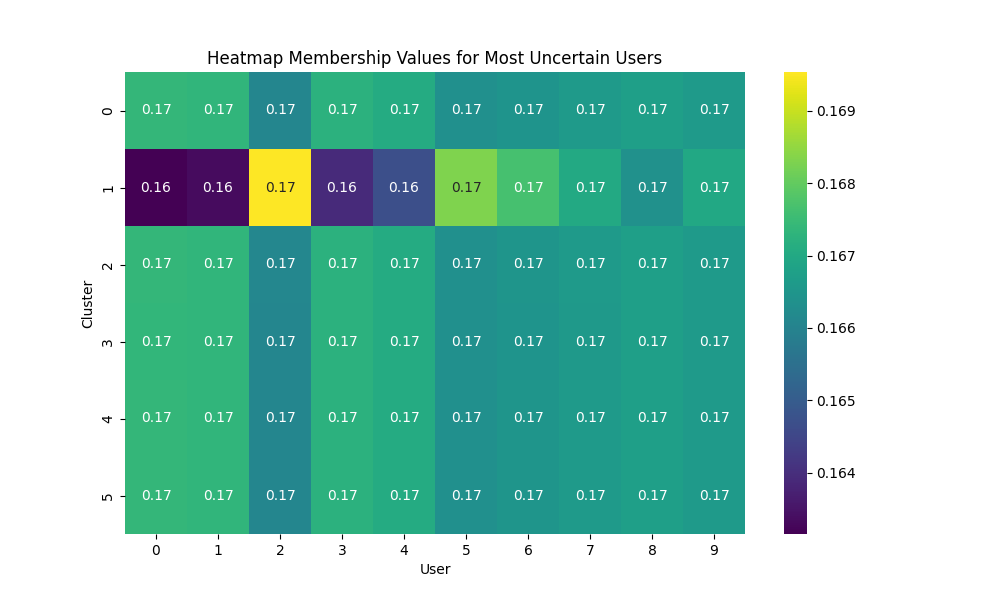 Heatmap Membership Values for Most Uncertain Users
0 0.17 0.17 0.17 0.17 0.17 0.17 0.17 0.17 0.17 0.17
1 0.16 0.16 0.17 0.16 0.16 0.17 0.17 0.17 0.17 0.17
2 0.17 0.17 0.17 0.17 0.17 0.17 0.17 0.17 0.17 0.17
3 0.17 0.17 0.17 0.17 0.17 0.17 0.17 0.17 0.17 0.17
4 0.17 0.17 0.17 0.17 0.17 0.17 0.17 0.17 0.17 0.17
5 0.17 0.17 0.17 0.17 0.17 0.17 0.17 0.17 0.17 0.17
Cluster
0 1 2 3 4 5 6 7 8 9
User
0.169
0.168
0.167
0.166
0.165
0.164